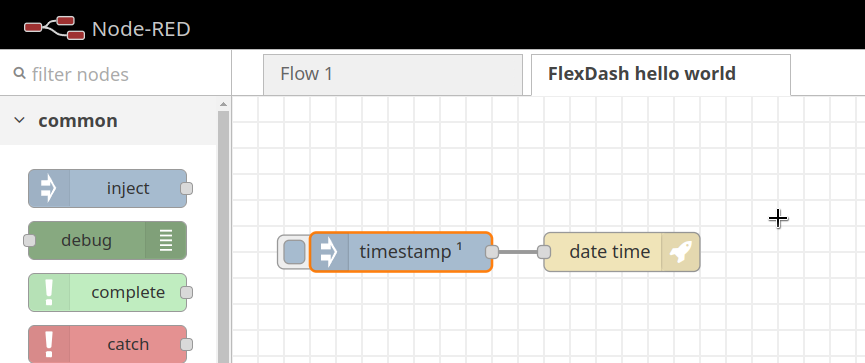 Node-RED
filter nodes
Flow 1
FlexDash hello world
common
inject
debug
complete
catch
timestamp ¹
date time